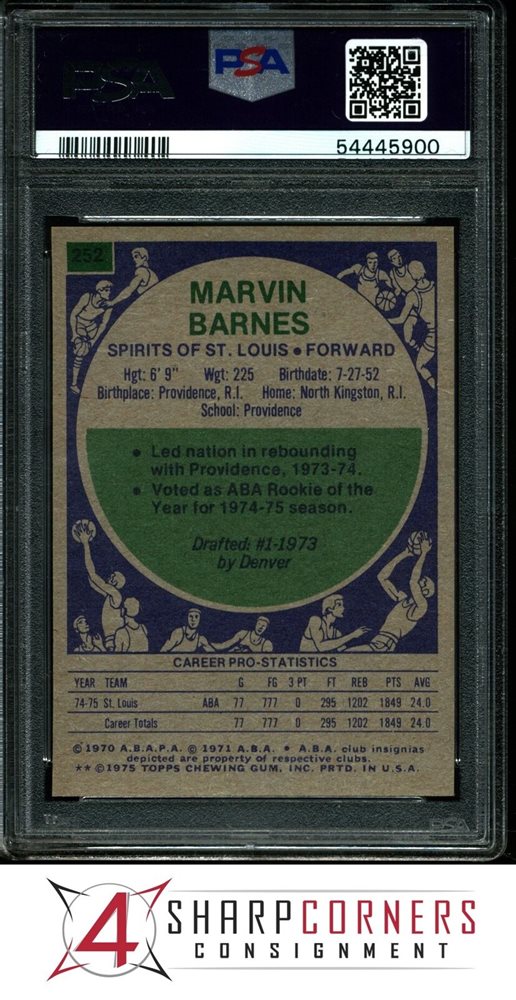 PSA
PSA
54445900
252
MARVIN
BARNES
SPIRITS OF ST. LOUIS • FORWARD
Hgt: 6' 9" Wgt: 225 Birthdate: 7-27-52
Birthplace: Providence, R.I. Home: North Kingston, R.I.
School: Providence
• Led nation in rebounding
with Providence, 1973-74.
• Voted as ABA Rookie of the
Year for 1974-75 season.
Drafted: #1-1973
by Denver
CAREER PRO-STATISTICS
YEAR TEAM G FG 3 PT FT REB PTS AVG
74-75 St. Louis ABA 77 777 0 295 1202 1849 24.0
Career Totals 77 777 0 295 1202 1849 24.0
© 1970 A.B.A.P.A. © 1971 A.B.A. • A.B.A. club insignias
depicted are property of respective clubs.
** © 1975 TOPPS CHEWING GUM, INC. PRTD. IN U.S.A.
PSA
4 SHARPCORNERS
CONSIGNMENT